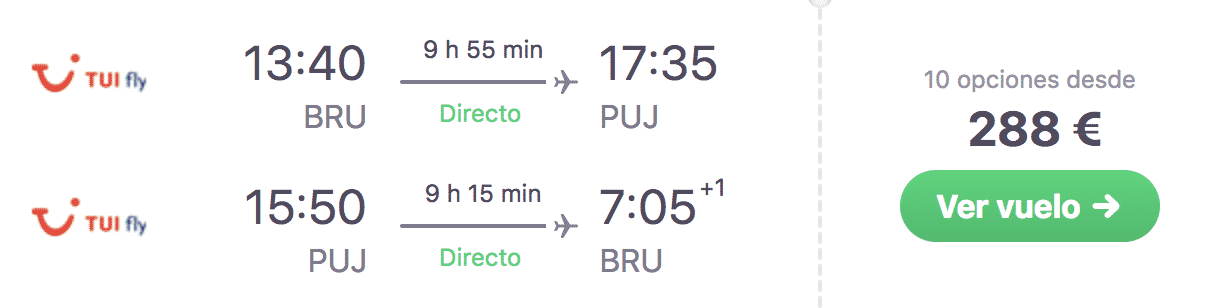 TUI fly
13:40
9 h 55 min
17:35
BRU
Directo
PUJ
TUI fly
15:50
9 h 15 min
7:05+1
PUJ
Directo
BRU
10 opciones desde
288 €
Ver vuelo →